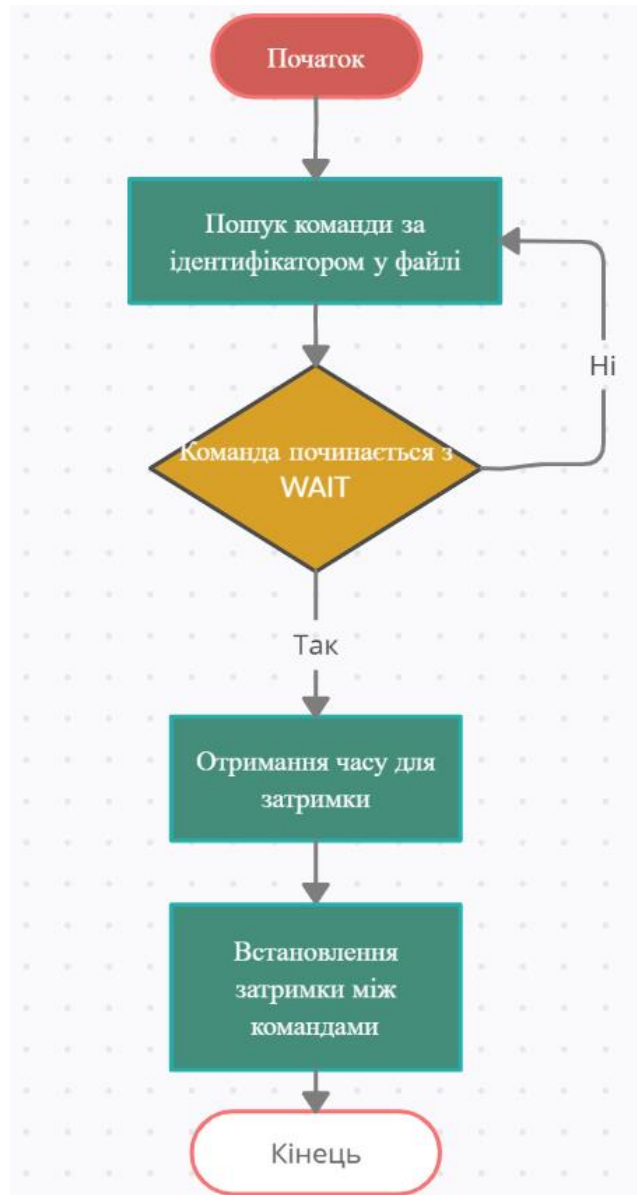 Початок
Пошук команди за
ідентифікатором у файлі
Ні
Команда починається з
WAIT
Так
Отримання часу для
затримки
Встановлення
затримки між
командами
Кінець